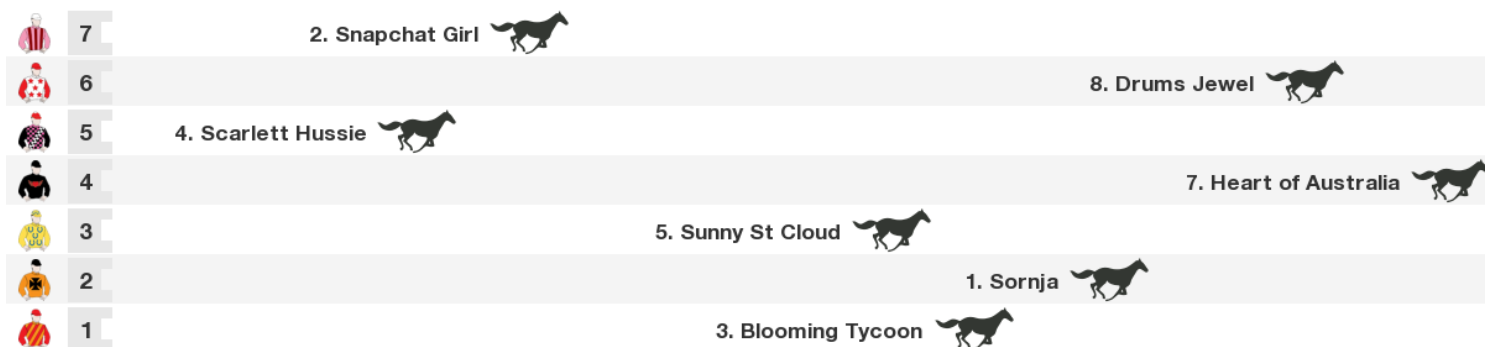 7 2. Snapchat Girl
6 8. Drums Jewel
5 4. Scarlett Hussie
4 7. Heart of Australia
3 5. Sunny St Cloud
2 1. Sornja
1 3. Blooming Tycoon